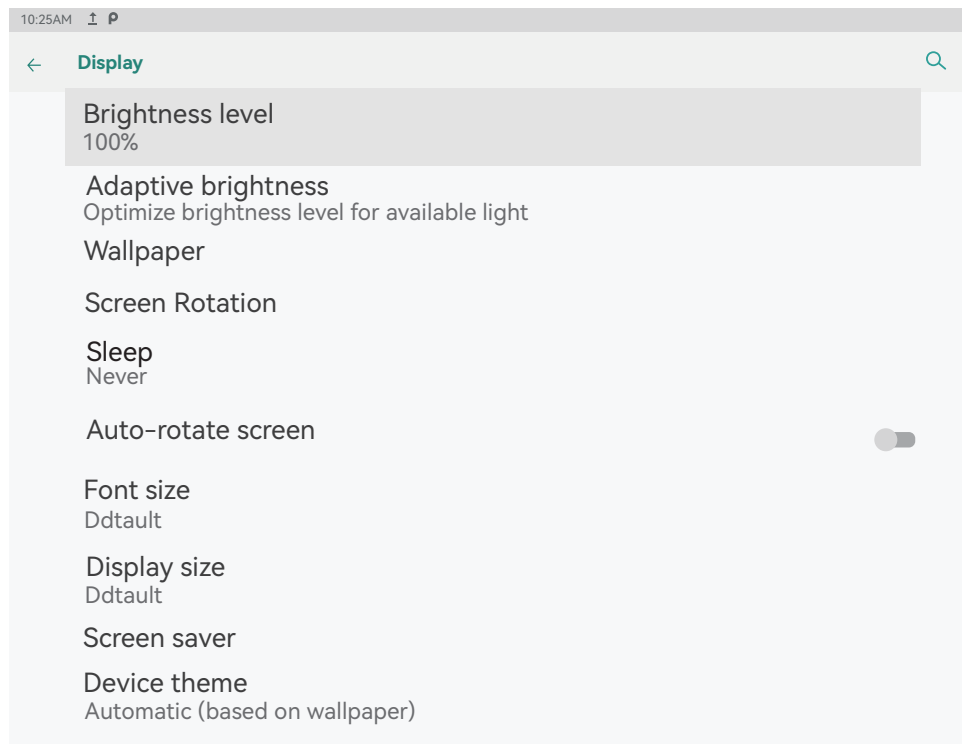 10:25AM
Display
Brightness level
100%
Adaptive brightness
Optimize brightness level for available light
Wallpaper
Screen Rotation
Sleep
Never
Auto-rotate screen
Font size
Ddtault
Display size
Ddtault
Screen saver
Device theme
Automatic (based on wallpaper)